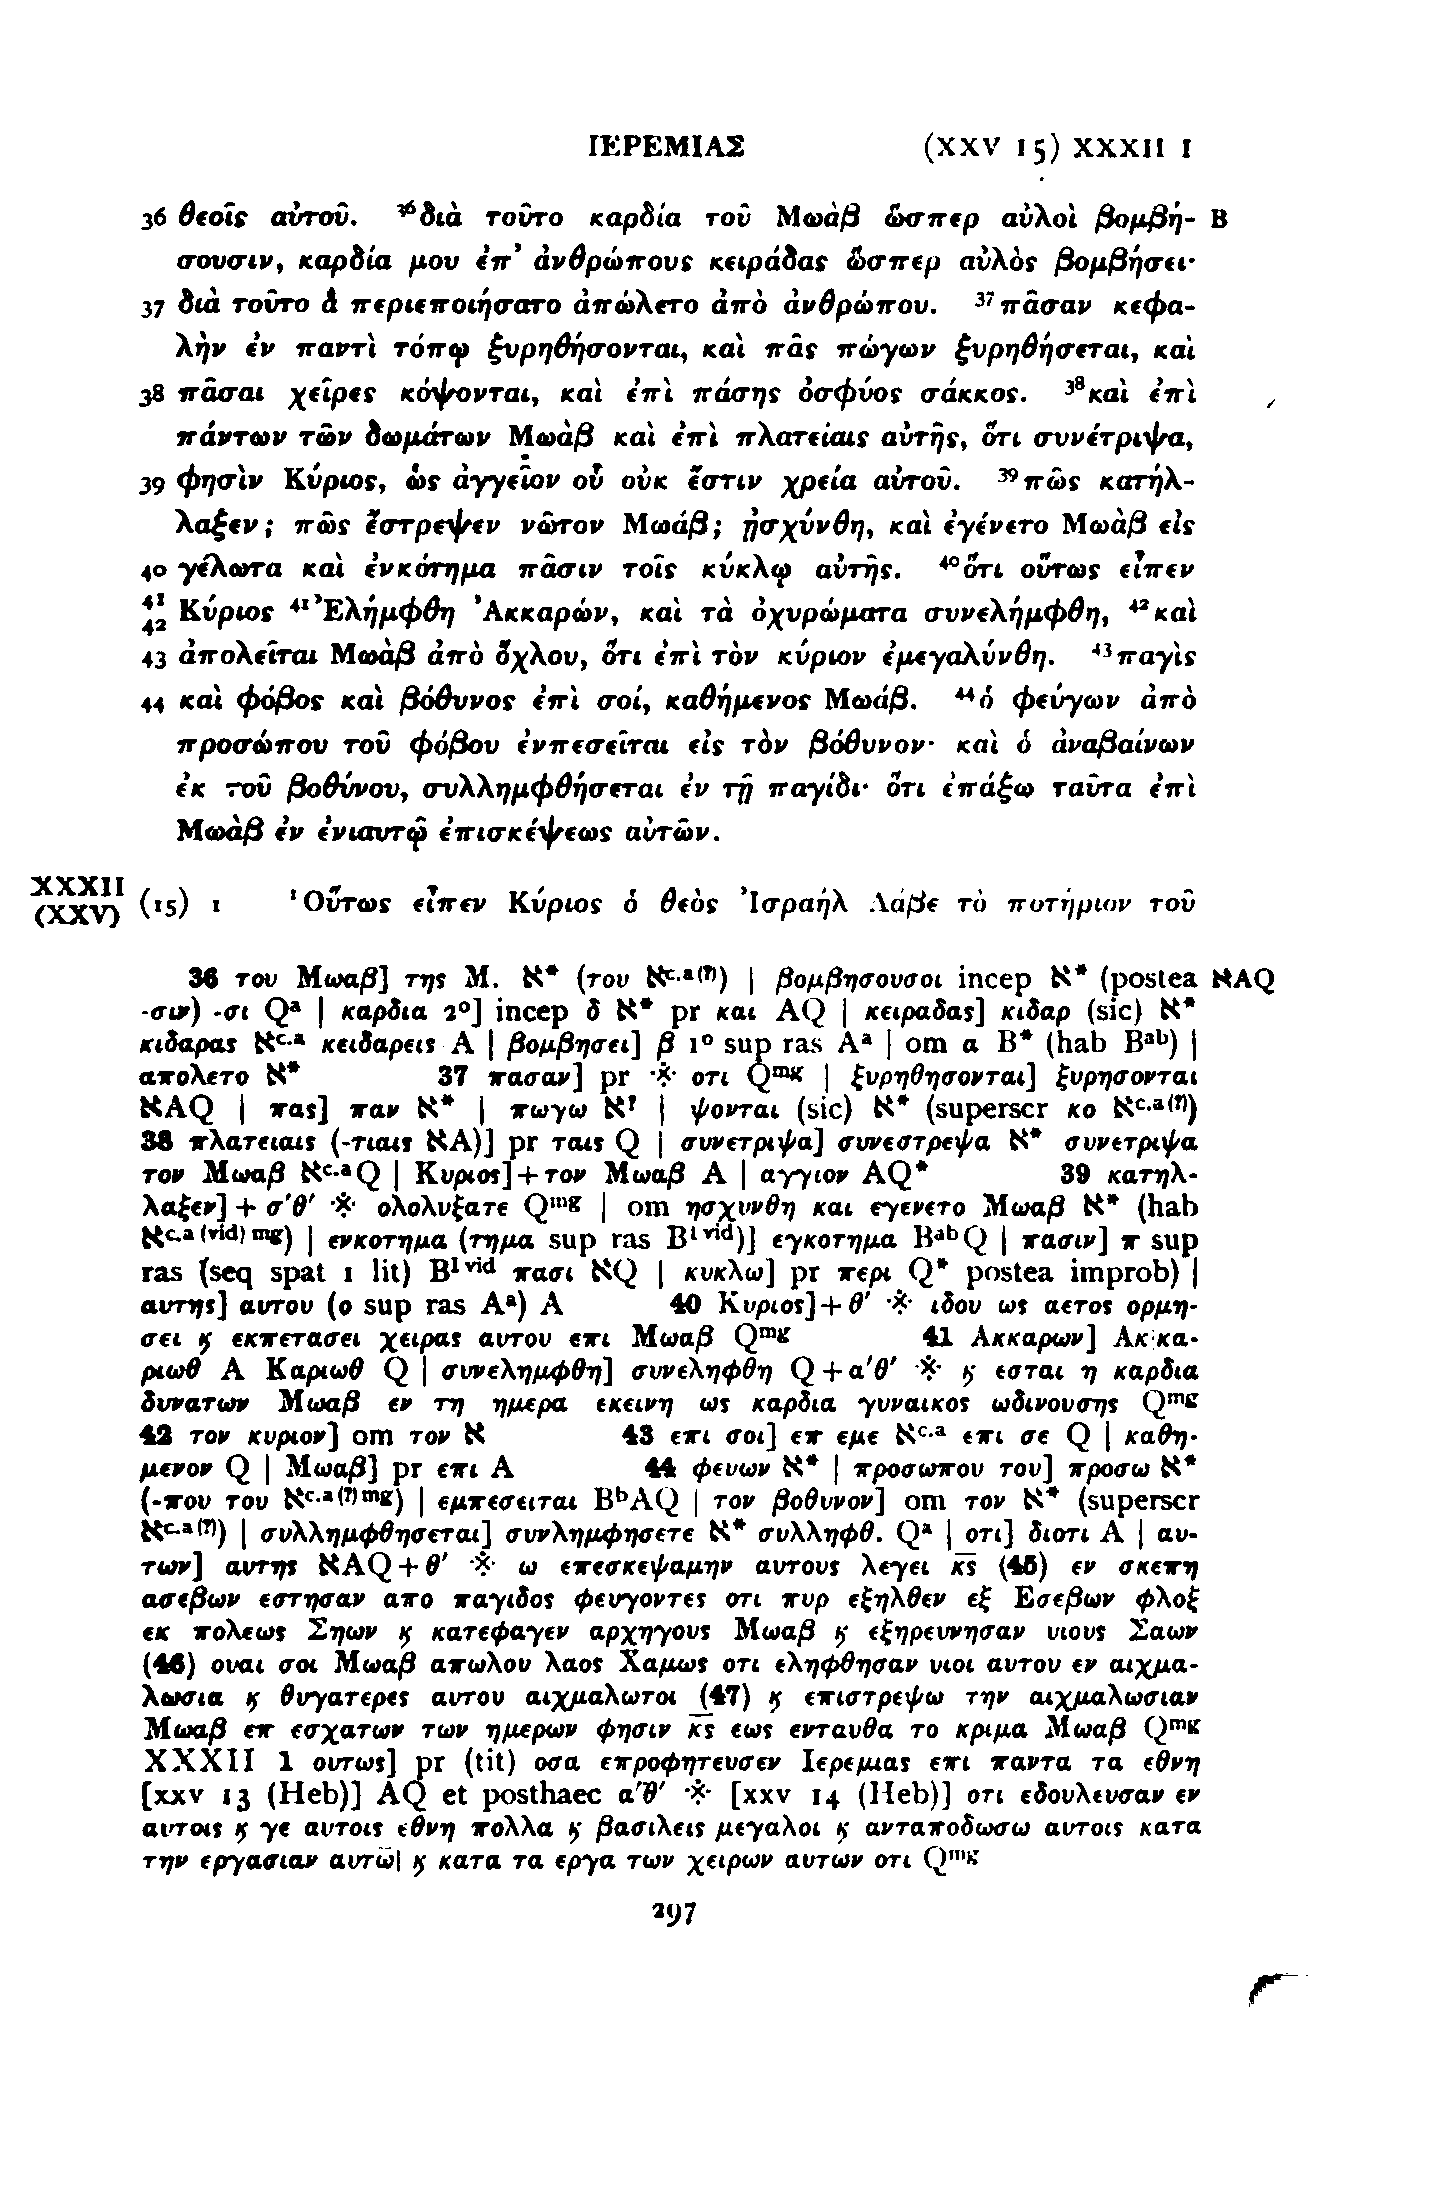 ΙΕΡΕΜΙΑΣ (XXV 15) XXXII 1
36 θεοῖς αὐτοῦ. ³⁶διὰ τοῦτο καρδία τοῦ Μωὰβ ὥσπερ αὐλοὶ βομβή- B
σουσιν, καρδία μου ἐπ’ ἀνθρώπους κειράδας ὥσπερ αὐλὸς βομβήσει·
37 διὰ τοῦτο ἃ περιεποιήσατο ἀπώλετο ἀπὸ ἀνθρώπου. ³⁷πᾶσαν κεφα-
λὴν ἐν παντὶ τόπῳ ξυρηθήσονται, καὶ πᾶς πώγων ξυρηθήσεται, καὶ
38 πᾶσαι χεῖρες κόψονται, καὶ ἐπὶ πάσης ὀσφύος σάκκος. ³⁸καὶ ἐπὶ
πάντων τῶν δωμάτων Μωὰβ καὶ ἐπὶ πλατείαις αὐτῆς, ὅτι συνέτριψα,
39 φησὶν Κύριος, ὡς ἀγγεῖον οὗ οὐκ ἔστιν χρεία αὐτοῦ. ³⁹πῶς κατήλ-
λαξεν; πῶς ἔστρεψεν νῶτον Μωάβ; ᾐσχύνθη, καὶ ἐγένετο Μωὰβ εἰς
40 γέλωτα καὶ ἐνκότημα πᾶσιν τοῖς κύκλῳ αὐτῆς. ⁴⁰ὅτι οὕτως εἶπεν
41 42 Κύριος ⁴¹Ἐλήμφθη Ἀκκαρών, καὶ τὰ ὀχυρώματα συνελήμφθη, ⁴²καὶ
43 ἀπολεῖται Μωὰβ ἀπὸ ὄχλου, ὅτι ἐπὶ τὸν κύριον ἐμεγαλύνθη. ⁴³παγὶς
44 καὶ φόβος καὶ βόθυνος ἐπὶ σοί, καθήμενος Μωάβ. ⁴⁴ὁ φεύγων ἀπὸ
προσώπου τοῦ φόβου ἐνπεσεῖται εἰς τὸν βόθυνον· καὶ ὁ ἀναβαίνων
ἐκ τοῦ βοθύνου, συλλημφθήσεται ἐν τῇ παγίδι· ὅτι ἐπάξω ταῦτα ἐπὶ
Μωὰβ ἐν ἐνιαυτῷ ἐπισκέψεως αὐτῶν.
XXXII (XXV) (15) 1 ¹Οὕτως εἶπεν Κύριος ὁ θεὸς Ἰσραήλ Λάβε τὸ ποτήριον τοῦ
36 του Μωαβ] της Μ. א* (του א^c.a(?)) | βομβησουσοι incep א* (postea אAQ
-σιν) -σι Q^a | καρδια 2°] incep δ א* pr και AQ | κειραδας] κιδαρ (sic) א*
κιδαρας א^c.a κειδαρεις A | βομβησει] β 1° sup ras A^a | om α B* (hab B^ab) |
απολετο א* 37 πασαν] pr ※ οτι Q^mg | ξυρηθησονται] ξυρησονται
אAQ | πας] παν א* | πωγω א^? | ψονται (sic) א* (superscr κο א^c.a(?))
38 πλατειαις (-τιαις אA)] pr ταις Q | συνετριψα] συνεστρεψα א* συνετριψα
τον Μωαβ א^c.a Q | Κυριος]+τον Μωαβ A | αγγιον AQ* 39 κατηλ-
λαξεν]+ σ′θ′ ※ ολολυξατε Q^mg | om ησχυνθη και εγενετο Μωαβ א* (hab
א^c.a (vid) mg) | ενκοτημα (τημα sup ras B^1 vid)] εγκοτημα B^ab Q | πασιν] π sup
ras (seq spat 1 lit) B^1 vid πασι אQ | κυκλω] pr περι Q* postea improb) |
αυτης] αυτου (ο sup ras A^a) A 40 Κυριος]+θ′ ※ ιδου ως αετος ορμη-
σει ϗ εκπετασει χειρας αυτου επι Μωαβ Q^mg 41 Ακκαρων] Ακκα-
ριωθ A Καριωθ Q | συνελημφθη] συνεληφθη Q+α′θ′ ※ ϗ εσται η καρδια
δυνατων Μωαβ εν τη ημερα εκεινη ως καρδια γυναικος ωδινουσης Q^mg
42 τον κυριον] om τον א 43 επι σοι] επ εμε א^c.a επι σε Q | καθη-
μενον Q | Μωαβ] pr επι A 44 φευων א* | προσωπου του] προσω א*
(-που του א^c.a(?)mg) | εμπεσειται B^b AQ | τον βοθυνον] om τον א* (superscr
א^c.a(?)) | συλλημφθησεται] συνλημφησετε א* συλληφθ. Q^a | οτι] διοτι A | αυ-
των] αυτης אAQ+θ′ ※ ω επεσκεψαμην αυτους λεγει κ̅ς̅ (45) εν σκεπη
ασεβων εστησαν απο παγιδος φευγοντες οτι πυρ εξηλθεν εξ Εσεβων φλοξ
εκ πολεως Σηων ϗ κατεφαγεν αρχηγους Μωαβ ϗ εξηρευνησαν υιους Σαων
(46) ουαι σοι Μωαβ απωλου λαος Χαμως οτι εληφθησαν υιοι αυτου εν αιχμα-
λωσια ϗ θυγατερες αυτου αιχμαλωτοι (47) ϗ επιστρεψω την αιχμαλωσιαν
Μωαβ επ εσχατων των ημερων φησιν κ̅ς̅ εως ενταυθα το κριμα Μωαβ Q^mg
XXXII 1 ουτως] pr (tit) οσα επροφητευσεν Ιερεμιας επι παντα τα εθνη
[xxv 13 (Heb)] AQ et posthaec α′θ′ ※ [xxv 14 (Heb)] οτι εδουλευσαν εν
αυτοις ϗ γε αυτοις εθνη πολλα ϗ βασιλεις μεγαλοι ϗ ανταποδωσω αυτοις κατα
την εργασιαν αυτω̅| ϗ κατα τα εργα των χειρων αυτων οτι Q^mg
297